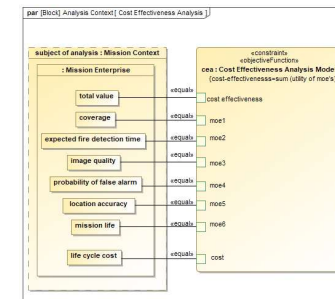 par [Block] Analysis Context [ Cost Effectiveness Analysis ]
subject of analysis : Mission Context
: Mission Enterprise
total value
coverage
expected fire detection time
image quality
probability of false alarm
location accuracy
mission life
life cycle cost
«equal»
«equal»
«equal»
«equal»
«equal»
«equal»
«equal»
«equal»
«constraint»
«objectiveFunction»
cea : Cost Effectiveness Analysis Mode
{cost-effectivenesss=sum (utility of moe's)
cost effectiveness
moe1
moe2
moe3
moe4
moe5
moe6
cost